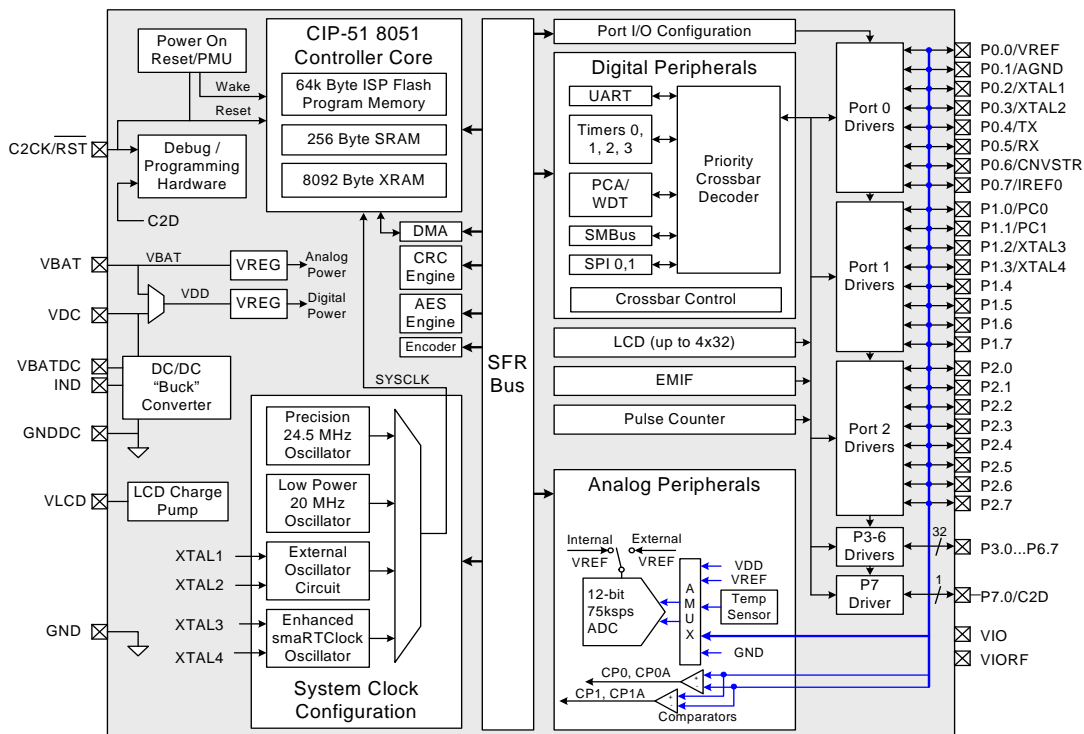 Power On
Reset/PMU
Wake
Reset
C2CK/RST
Debug /
Programming
Hardware
C2D
CIP-51 8051
Controller Core
64k Byte ISP Flash
Program Memory
256 Byte SRAM
8092 Byte XRAM
DMA
CRC
Engine
AES
Engine
Encoder
VBAT
VBAT
VREG
Analog
Power
VDD
VREG
Digital
Power
VDC
VBATDC
IND
DC/DC
“Buck”
Converter
GNDDC
VLCD
LCD Charge
Pump
XTAL1
XTAL2
XTAL3
XTAL4
GND
SYSCLK
Precision
24.5 MHz
Oscillator
Low Power
20 MHz
Oscillator
External
Oscillator
Circuit
Enhanced
smaRTClock
Oscillator
System Clock
Configuration
SFR
Bus
Port I/O Configuration
Digital Peripherals
UART
Timers 0,
1, 2, 3
PCA/
WDT
SMBus
SPI 0,1
Priority
Crossbar
Decoder
Crossbar Control
LCD (up to 4x32)
EMIF
Pulse Counter
Analog Peripherals
Internal
VREF
External
VREF
12-bit
75ksps
ADC
A
M
U
X
VDD
VREF
Temp
Sensor
GND
CP0, CP0A
+
-
CP1, CP1A
+
-
Comparators
Port 0
Drivers
Port 1
Drivers
Port 2
Drivers
P3-6
Drivers
P7
Driver
32
1
P0.0/VREF
P0.1/AGND
P0.2/XTAL1
P0.3/XTAL2
P0.4/TX
P0.5/RX
P0.6/CNVSTR
P0.7/IREF0
P1.0/PC0
P1.1/PC1
P1.2/XTAL3
P1.3/XTAL4
P1.4
P1.5
P1.6
P1.7
P2.0
P2.1
P2.2
P2.3
P2.4
P2.5
P2.6
P2.7
P3.0...P6.7
P7.0/C2D
VIO
VIORF